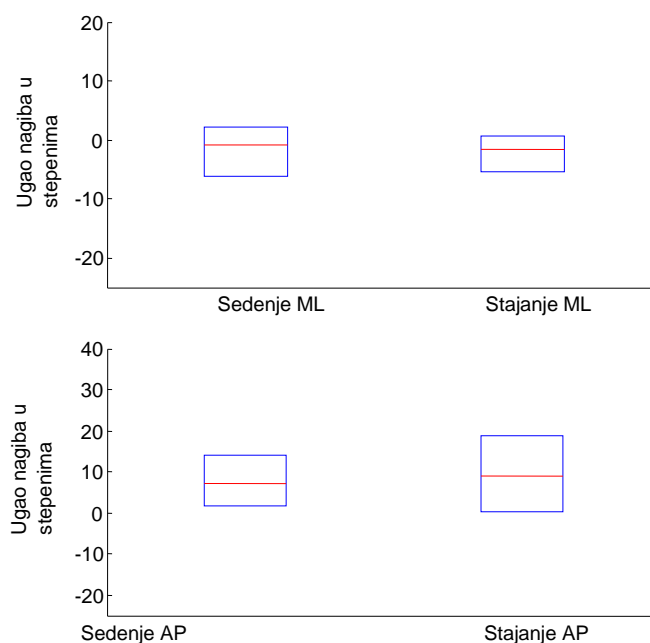 20
10
0
-10
-20
Ugao nagiba u
stepenima
Sedenje ML
Stajanje ML
40
30
20
10
0
-10
-20
Ugao nagiba u
stepenima
Sedenje AP
Stajanje AP